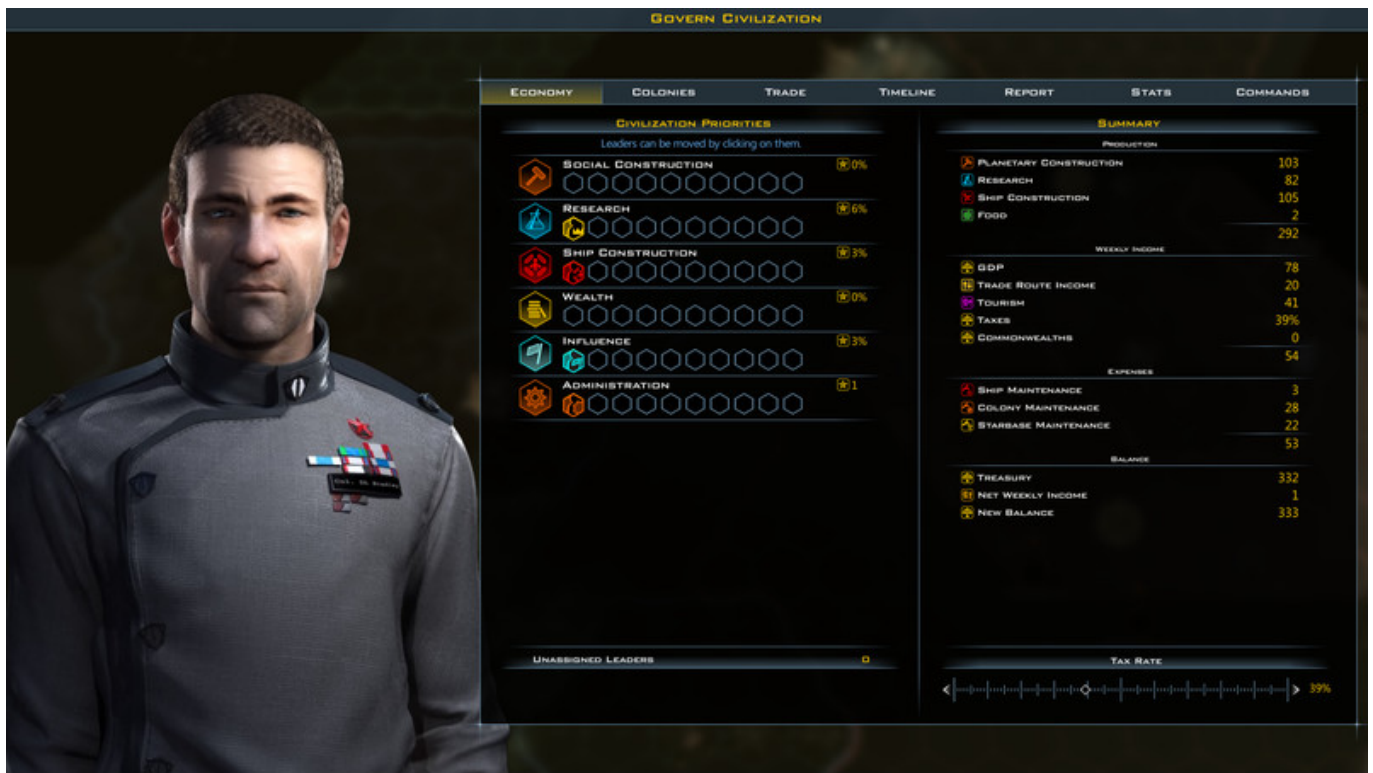 GOVERN CIVILIZATION
ECONOMY COLONIES TRADE TIMELINE REPORT STATS COMMANDS
CIVILIZATION PRIORITIES
Leaders can be moved by clicking on them.
SOCIAL CONSTRUCTION 0%
RESEARCH 6%
SHIP CONSTRUCTION 3%
WEALTH 0%
INFLUENCE 3%
ADMINISTRATION 1
UNASSIGNED LEADERS 0
SUMMARY
PRODUCTION
PLANETARY CONSTRUCTION 103
RESEARCH 82
SHIP CONSTRUCTION 105
FOOD 2
292
WEEKLY INCOME
GDP 78
TRADE ROUTE INCOME 20
TOURISM 41
TAXES 39%
COMMONWEALTHS 0
54
EXPENSES
SHIP MAINTENANCE 3
COLONY MAINTENANCE 28
STARBASE MAINTENANCE 22
53
BALANCE
TREASURY 332
NET WEEKLY INCOME 1
NEW BALANCE 333
TAX RATE
39%